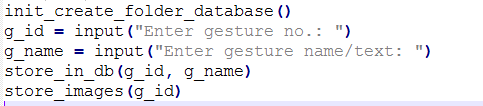 init_create_folder_database()
g_id = input("Enter gesture no.: ")
g_name = input("Enter gesture name/text: ")
store_in_db(g_id, g_name)
store_images(g_id)